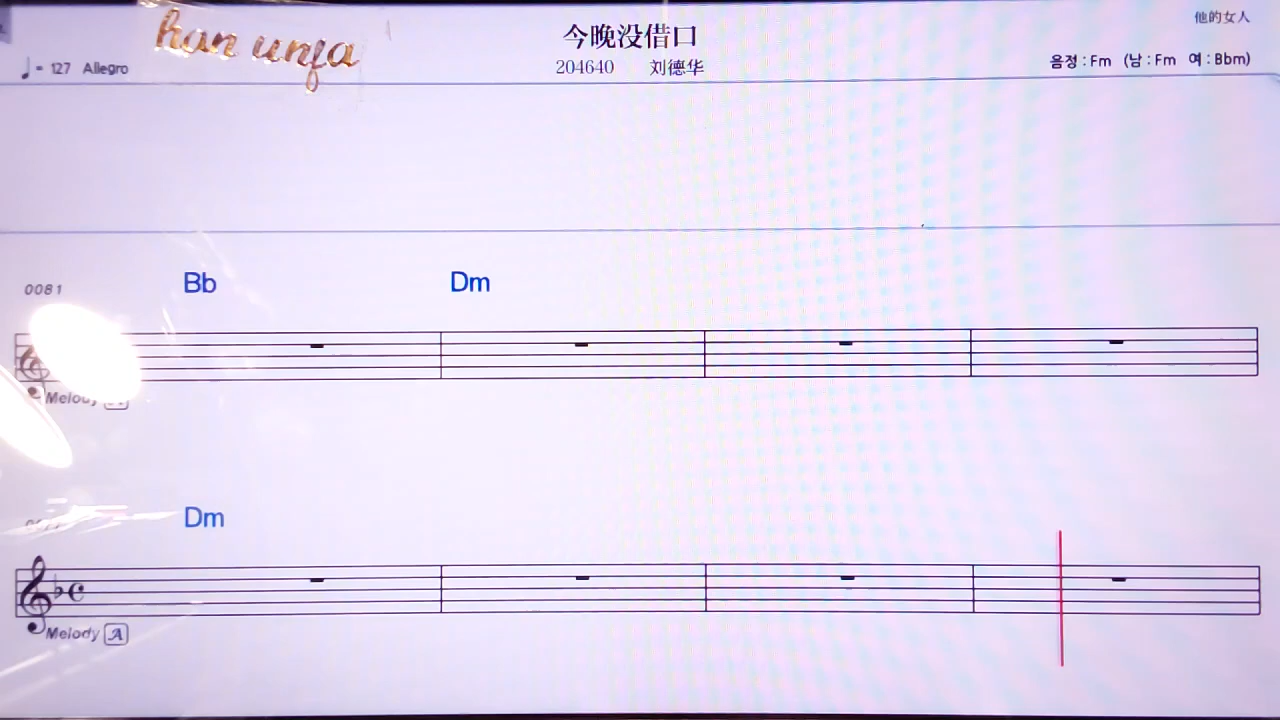 han unfa
今晚没借口
他的女人
♩ = 127 Allegro
204640 刘德华
음정 : Fm (남 : Fm 여 : Bbm)
0081
Bb Dm
Melody
Dm
Melody A